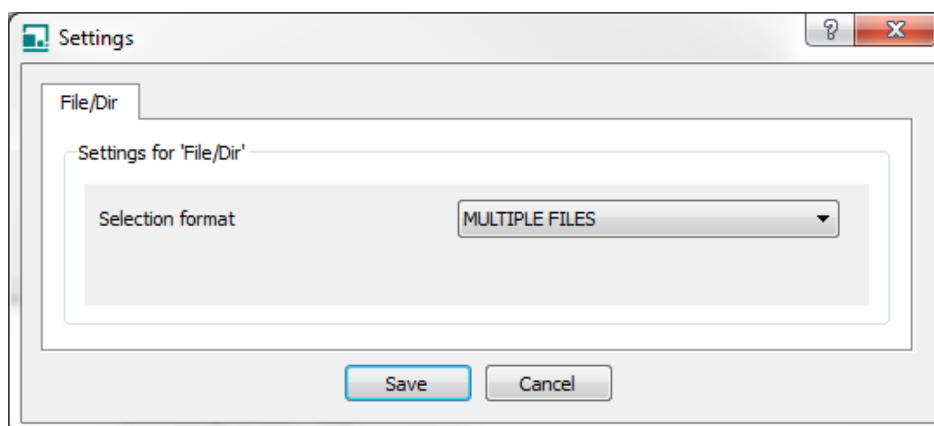 Settings
File/Dir
Settings for 'File/Dir'
Selection format
MULTIPLE FILES
Save
Cancel